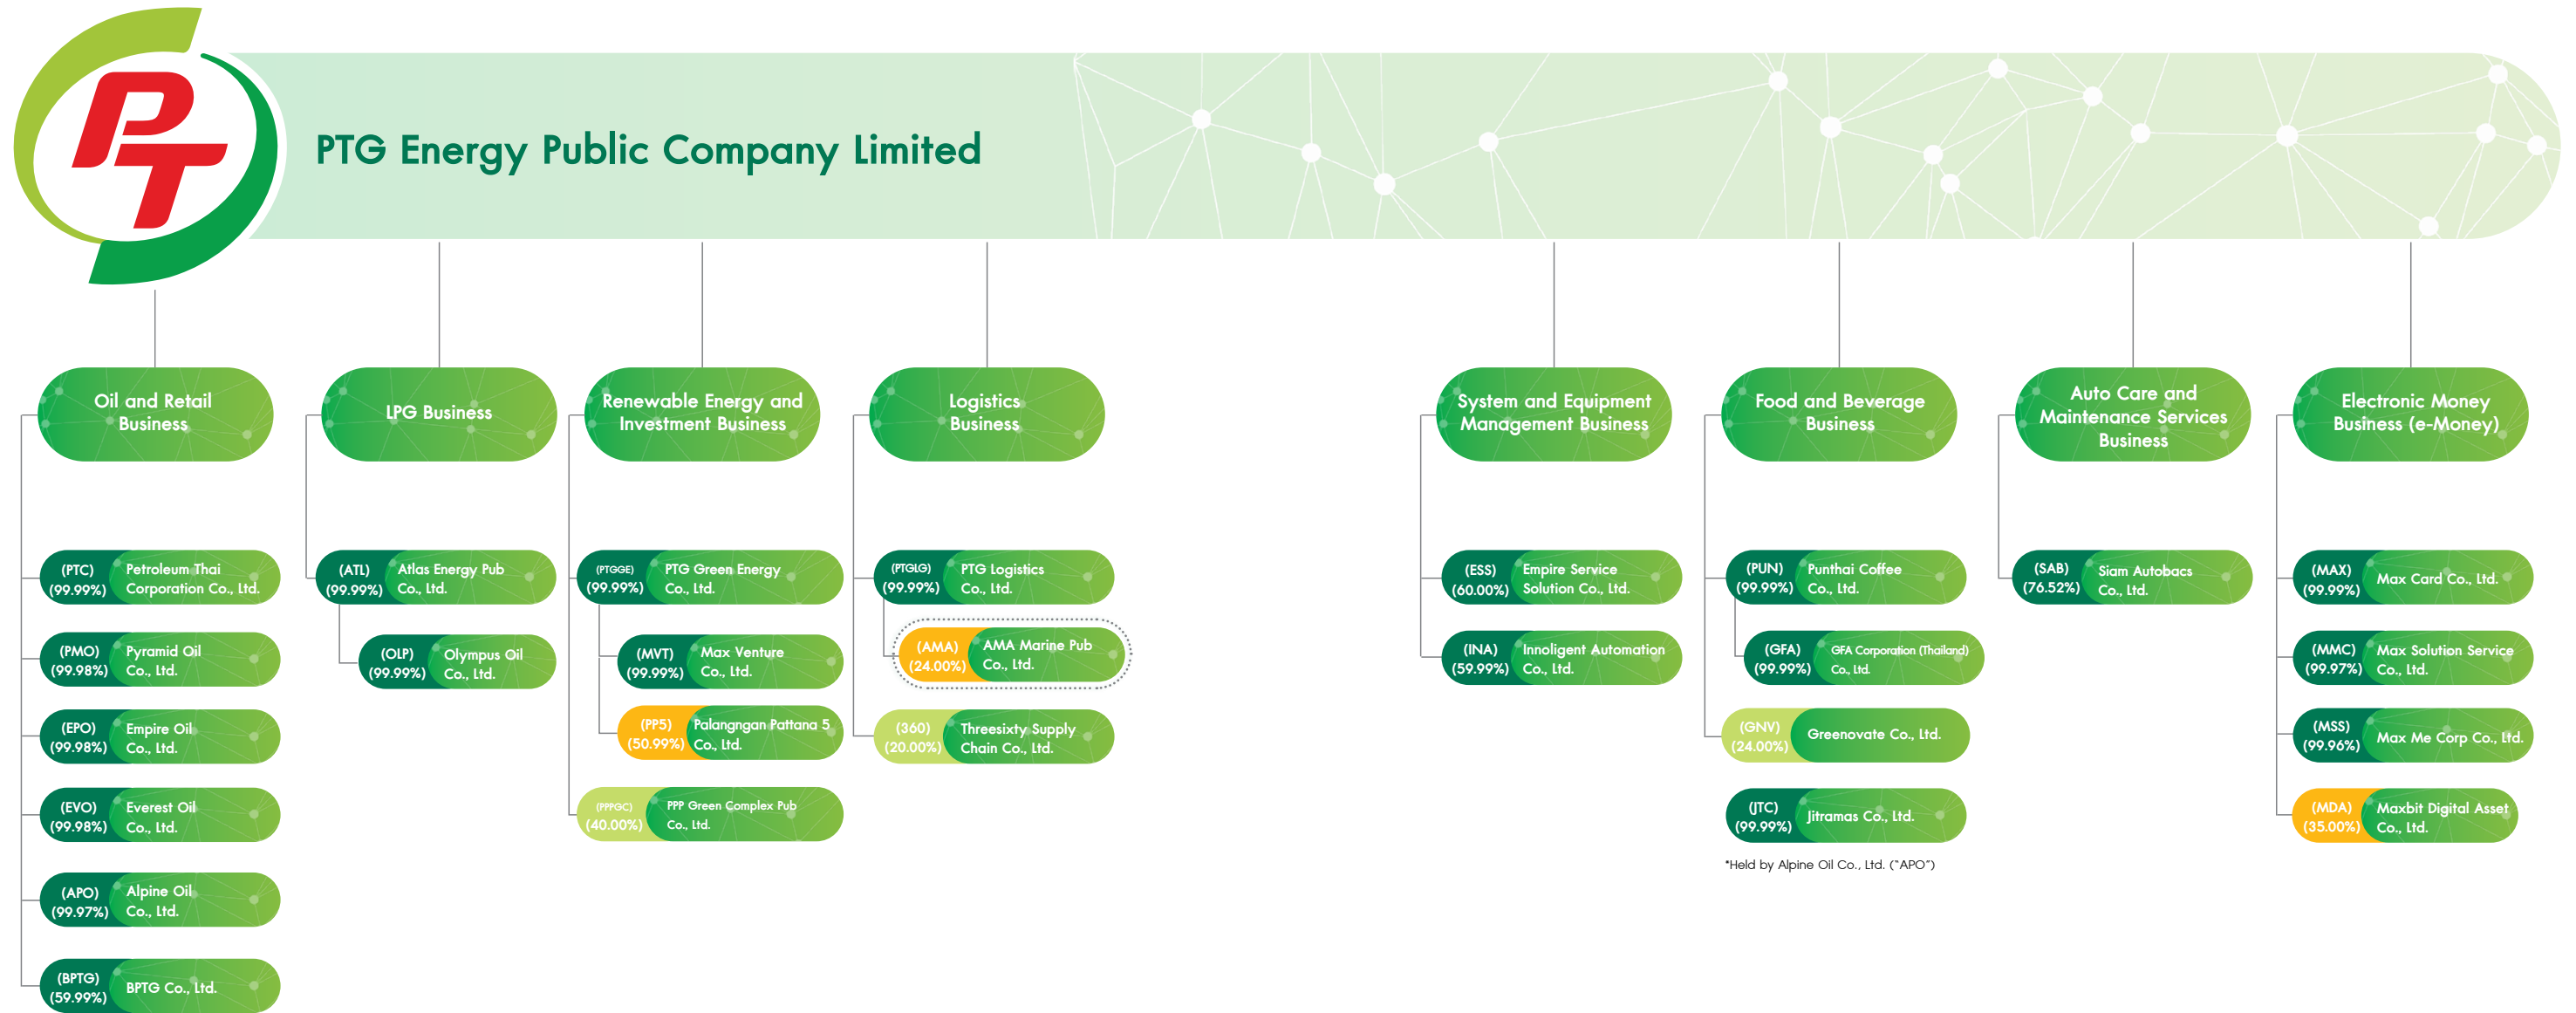 PT
PTG Energy Public Company Limited
Oil and Retail
Business
(PTC)
(99.99%)
Petroleum Thai
Corporation Co., Ltd.
(PMO)
(99.98%)
Pyramid Oil
Co., Ltd.
(EPO)
(99.98%)
Empire Oil
Co., Ltd.
(EVO)
(99.98%)
Everest Oil
Co., Ltd.
(APO)
(99.97%)
Alpine Oil
Co., Ltd.
(BPTG)
(59.99%)
BPTG Co., Ltd.
LPG Business
(ATL)
(99.99%)
Atlas Energy Pub
Co., Ltd.
(OLP)
(99.99%)
Olympus Oil
Co., Ltd.
Renewable Energy and
Investment Business
(PTGGE)
(99.99%)
PTG Green Energy
Co., Ltd.
(MVT)
(99.99%)
Max Venture
Co., Ltd.
(PP5)
(50.99%)
Palangngan Pattana 5
Co., Ltd.
(PPPGC)
(40.00%)
PPP Green Complex Pub
Co., Ltd.
Logistics
Business
(PTGLG)
(99.99%)
PTG Logistics
Co., Ltd.
(AMA)
(24.00%)
AMA Marine Pub
Co., Ltd.
(360)
(20.00%)
Threesixty Supply
Chain Co., Ltd.
System and Equipment
Management Business
(ESS)
(60.00%)
Empire Service
Solution Co., Ltd.
(INA)
(59.99%)
Innoligent Automation
Co., Ltd.
Food and Beverage
Business
(PUN)
(99.99%)
Punthai Coffee
Co., Ltd.
(GFA)
(99.99%)
GFA Corporation (Thailand)
Co., Ltd.
(GNV)
(24.00%)
Greenovate Co., Ltd.
(JTC)
(99.99%)
Jitramas Co., Ltd.
*Held by Alpine Oil Co., Ltd. (“APO”)
Auto Care and
Maintenance Services
Business
(SAB)
(76.52%)
Siam Autobacs
Co., Ltd.
Electronic Money
Business (e-Money)
(MAX)
(99.99%)
Max Card Co., Ltd.
(MMC)
(99.97%)
Max Solution Service
Co., Ltd.
(MSS)
(99.96%)
Max Me Corp Co., Ltd.
(MDA)
(35.00%)
Maxbit Digital Asset
Co., Ltd.